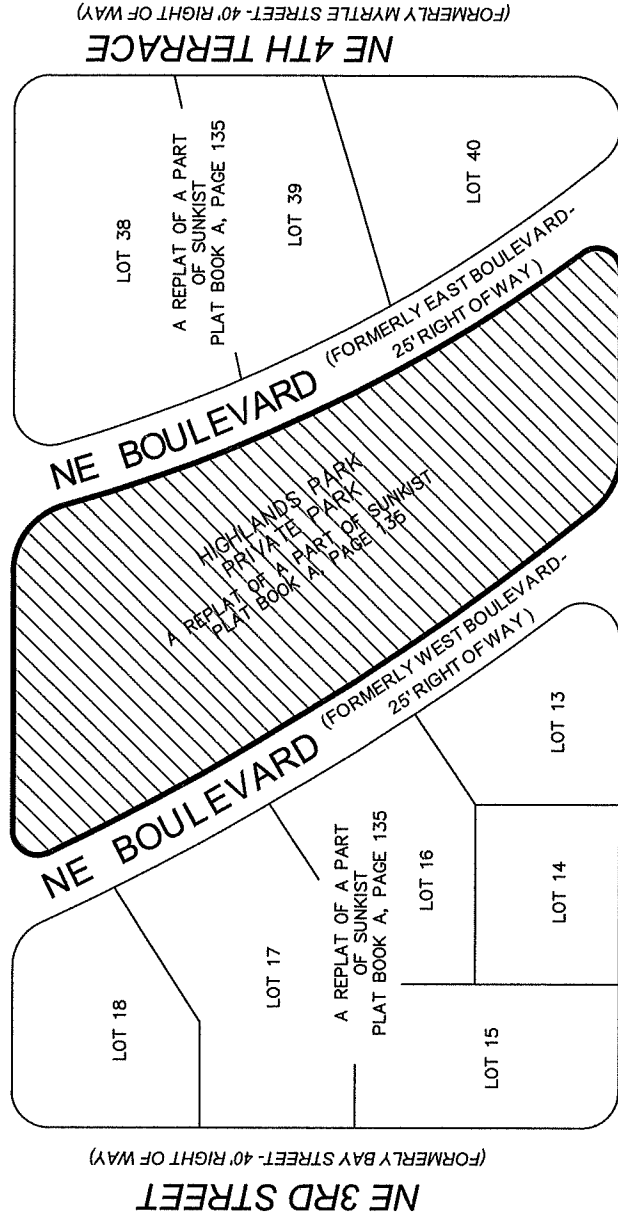 NE 4TH TERRACE
(FORMERLY MYRTLE STREET- 40' RIGHT OF WAY)
LOT 38
A REPLAT OF A PART
OF SUNKIST
PLAT BOOK A, PAGE 135
LOT 39
LOT 40
NE BOULEVARD
(FORMERLY EAST BOULEVARD-
25' RIGHT OF WAY)
HIGHLANDS PARK
PRIVATE PARK
A REPLAT OF A PART OF SUNKIST
PLAT BOOK A, PAGE 135
NE BOULEVARD
(FORMERLY WEST BOULEVARD-
25' RIGHT OF WAY)
LOT 18
LOT 17
A REPLAT OF A PART
OF SUNKIST
PLAT BOOK A, PAGE 135
LOT 16
LOT 13
LOT 14
LOT 15
NE 3RD STREET
(FORMERLY BAY STREET- 40' RIGHT OF WAY)